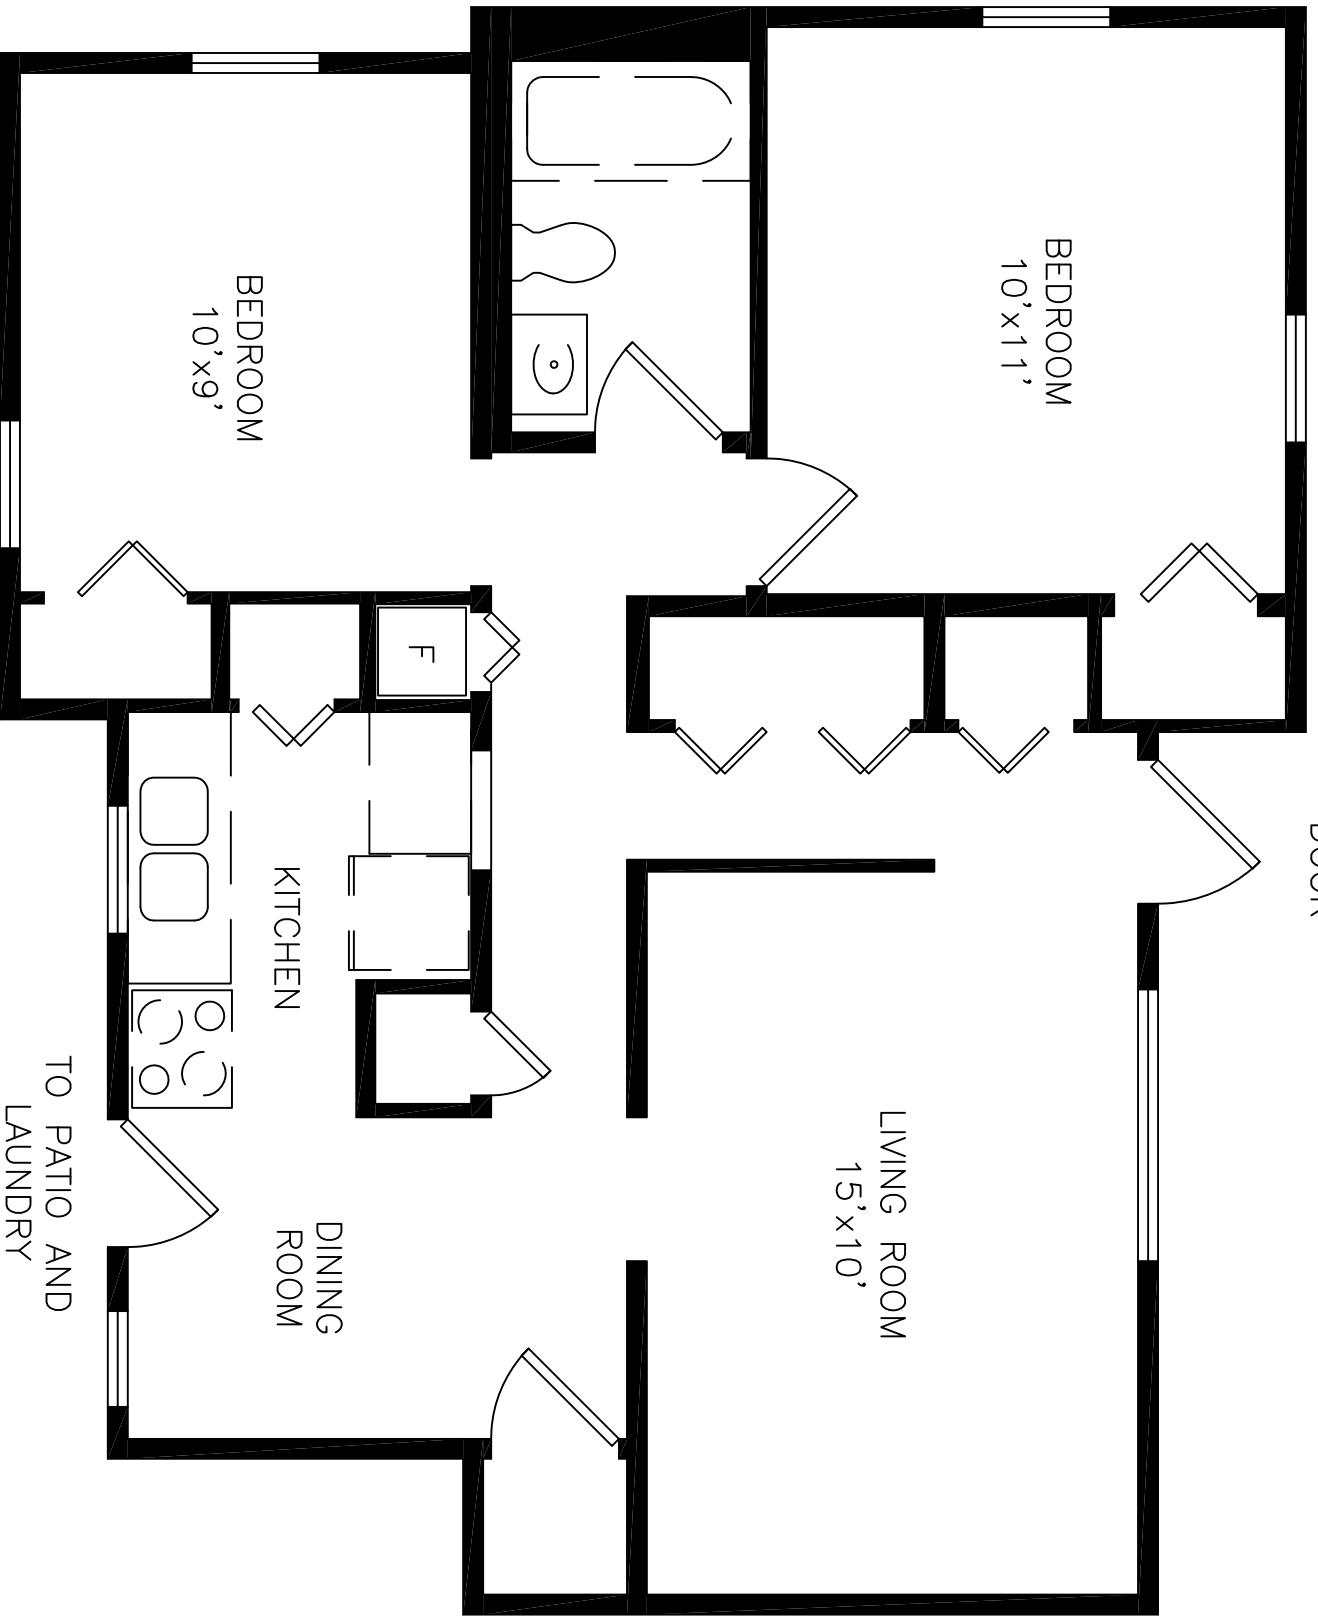 BEDROOM
10'x11'
BEDROOM
10'x9'
F
KITCHEN
LIVING ROOM
15'x10'
DINING
ROOM
TO PATIO AND
LAUNDRY